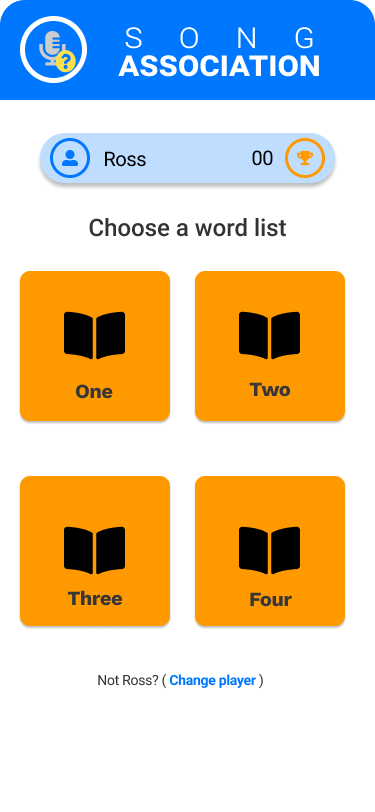 S O N G
ASSOCIATION
?
Ross 00
Choose a word list
One Two
Three Four
Not Ross? ( Change player )